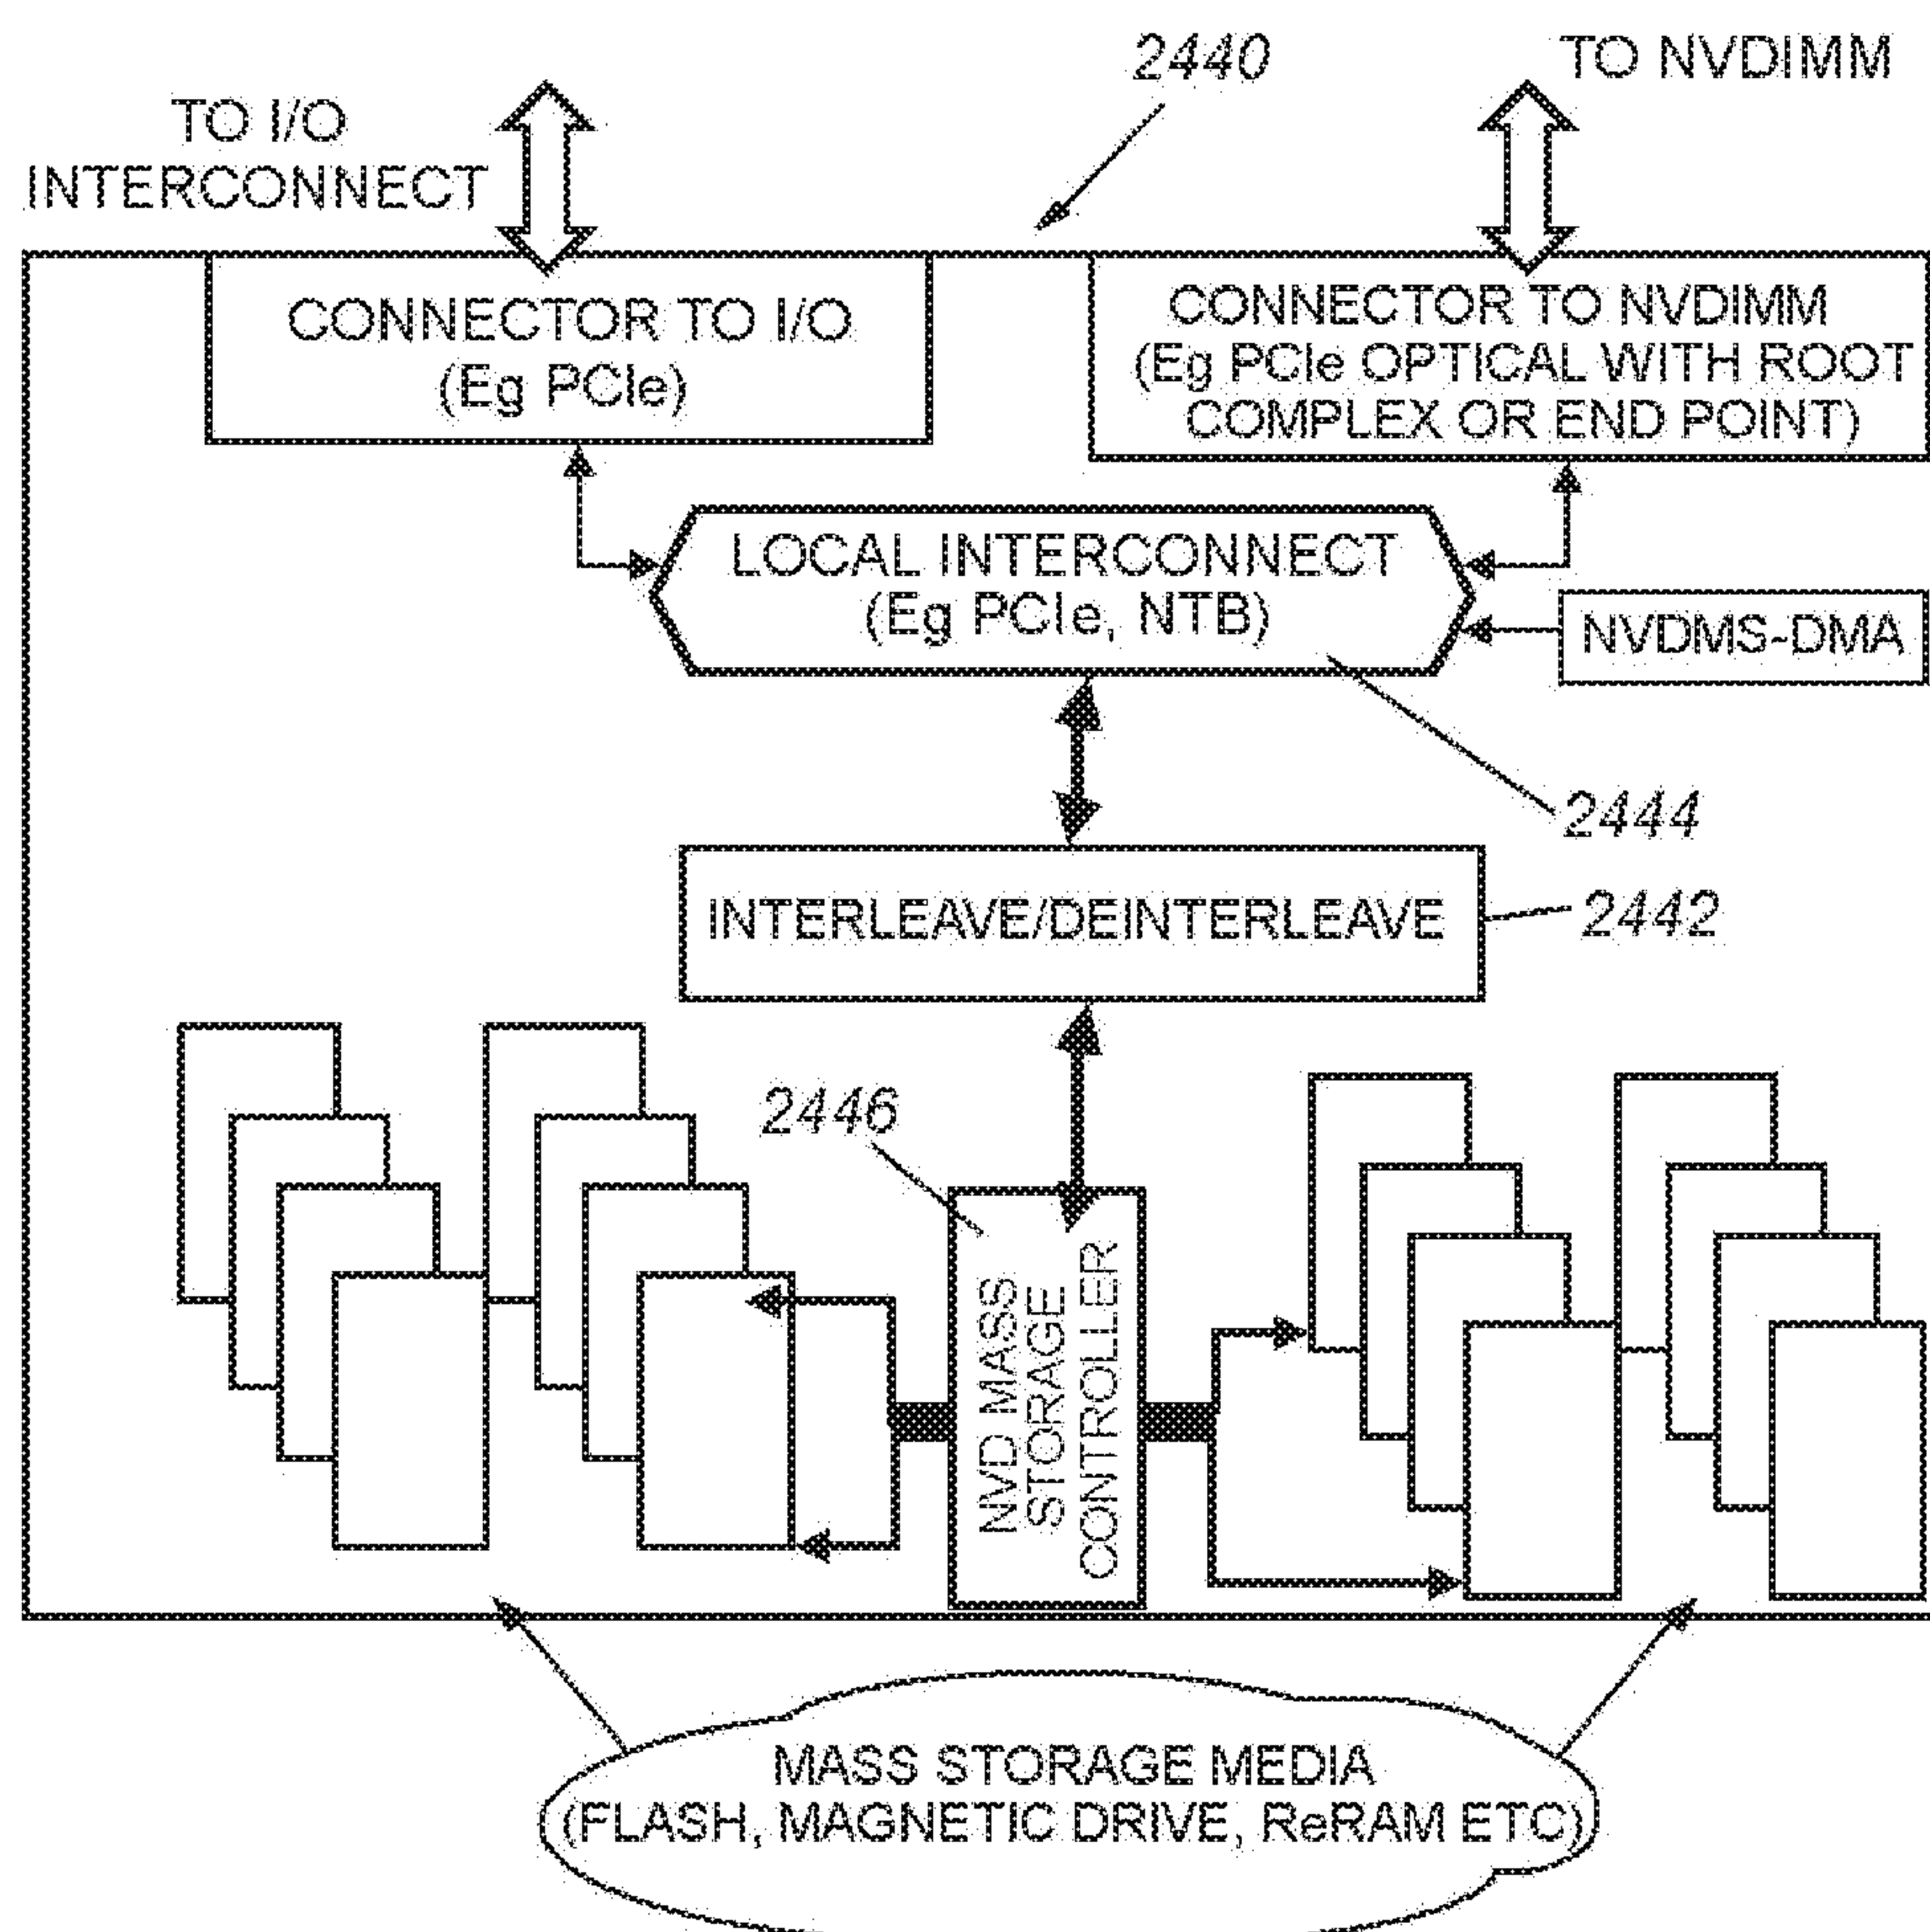 2440
TO NVDIMM
TO I/O
INTERCONNECT
CONNECTOR TO I/O
(Eg PCIe)
CONNECTOR TO NVDIMM
(Eg PCIe OPTICAL WITH ROOT
COMPLEX OR END POINT)
LOCAL INTERCONNECT
(Eg PCIe, NTB)
NVDMS-DMA
2444
INTERLEAVE/DEINTERLEAVE
2442
2446
NVD MASS
STORAGE
CONTROLLER
MASS STORAGE MEDIA
(FLASH, MAGNETIC DRIVE, ReRAM ETC)